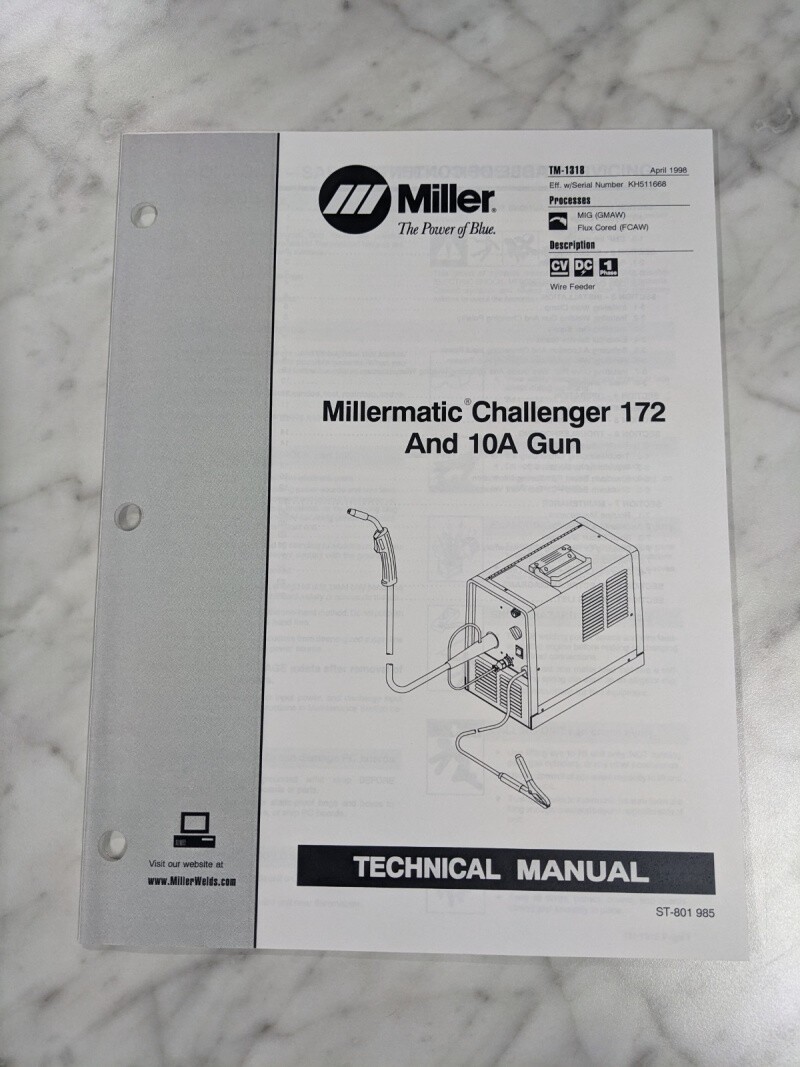 Miller®
The Power of Blue.
TM-1318 April 1998
Eff. w/Serial Number KH511668
Processes
MIG (GMAW)
Flux Cored (FCAW)
Description
CV DC 1 Phase
Wire Feeder
Millermatic® Challenger 172
And 10A Gun
Visit our website at
www.MillerWelds.com
TECHNICAL MANUAL
ST-801 985